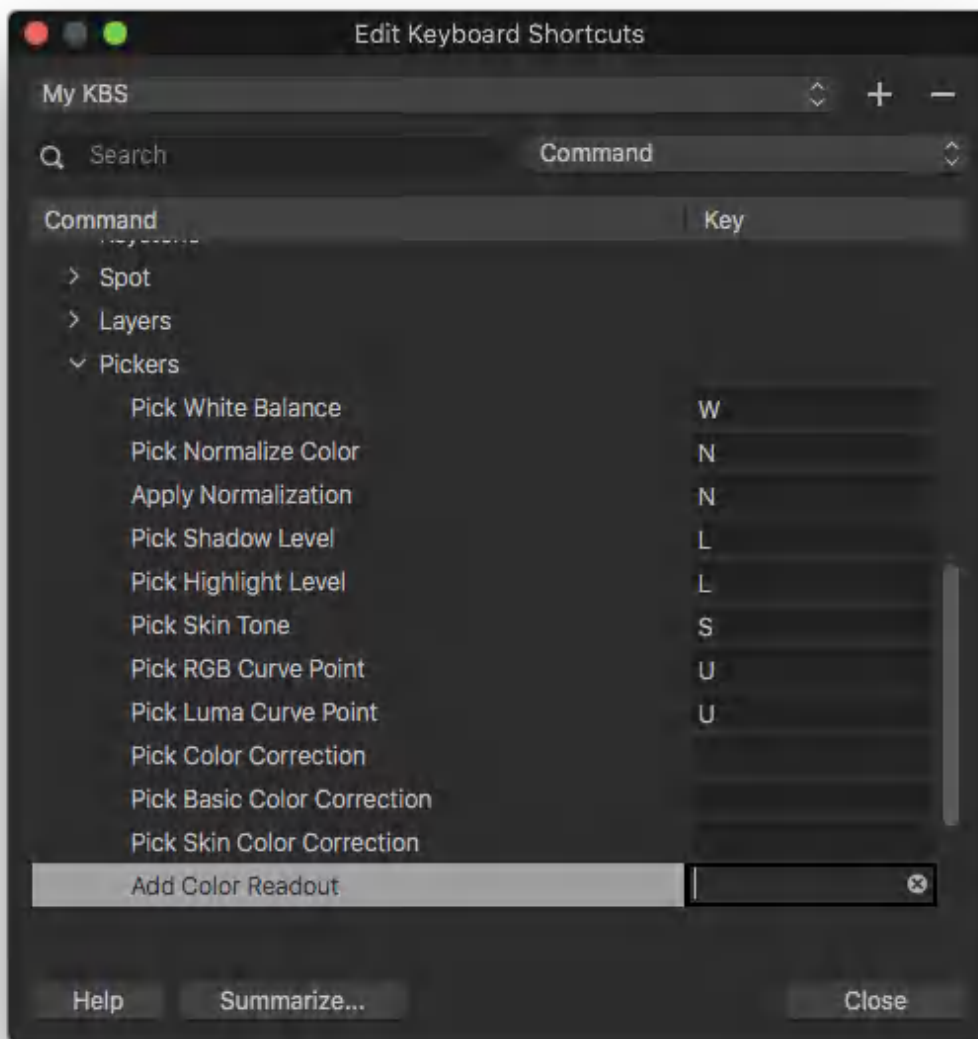 Edit Keyboard Shortcuts
My KBS
Search Command
Command Key
Spot
Layers
Pickers
Pick White Balance W
Pick Normalize Color N
Apply Normalization N
Pick Shadow Level L
Pick Highlight Level L
Pick Skin Tone S
Pick RGB Curve Point U
Pick Luma Curve Point U
Pick Color Correction
Pick Basic Color Correction
Pick Skin Color Correction
Add Color Readout
Help Summarize... Close